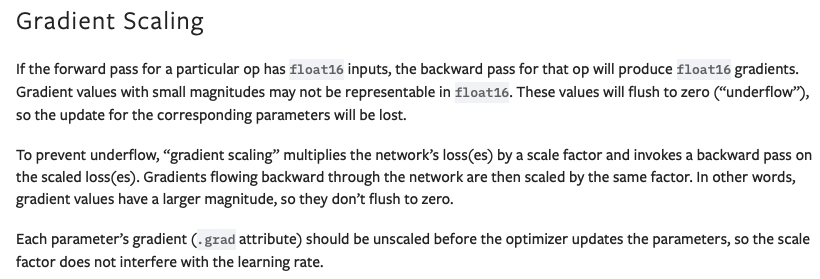 Gradient Scaling
If the forward pass for a particular op has float16 inputs, the backward pass for that op will produce float16 gradients.
Gradient values with small magnitudes may not be representable in float16. These values will flush to zero (“underflow”),
so the update for the corresponding parameters will be lost.
To prevent underflow, “gradient scaling” multiplies the network’s loss(es) by a scale factor and invokes a backward pass on
the scaled loss(es). Gradients flowing backward through the network are then scaled by the same factor. In other words,
gradient values have a larger magnitude, so they don’t flush to zero.
Each parameter’s gradient (.grad attribute) should be unscaled before the optimizer updates the parameters, so the scale
factor does not interfere with the learning rate.